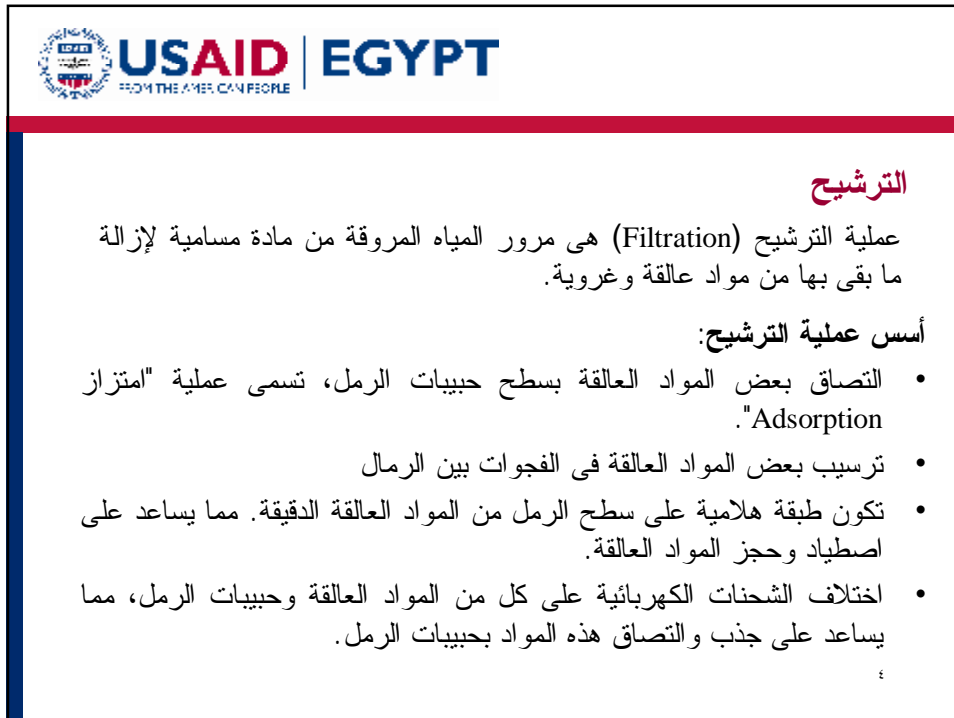 USAID | EGYPT
FROM THE AMERICAN PEOPLE
الترشيح
عملية الترشيح (Filtration) هى مرور المياه المروقة من مادة مسامية لإزالة
ما بقى بها من مواد عالقة وغروية.
أسس عملية الترشيح:
• التصاق بعض المواد العالقة بسطح حبيبات الرمل، تسمى عملية "امتزاز
Adsorption".
• ترسيب بعض المواد العالقة فى الفجوات بين الرمال
• تكون طبقة هلامية على سطح الرمل من المواد العالقة الدقيقة. مما يساعد على
اصطياد وحجز المواد العالقة.
• اختلاف الشحنات الكهربائية على كل من المواد العالقة وحبيبات الرمل، مما
يساعد على جذب والتصاق هذه المواد بحبيبات الرمل.
٤